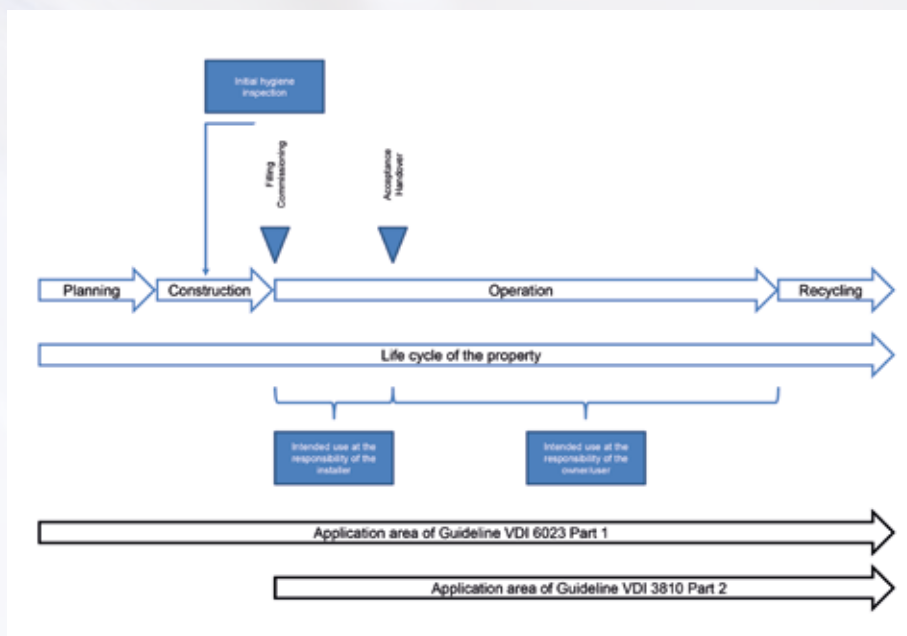 Initial hygiene
inspection
Filling
Commissioning
Acceptance
Handover
Planning
Construction
Operation
Recycling
Life cycle of the property
Intended use at the
responsibility of the
installer
Intended use at the
responsibility of the
owner/user
Application area of Guideline VDI 6023 Part 1
Application area of Guideline VDI 3810 Part 2